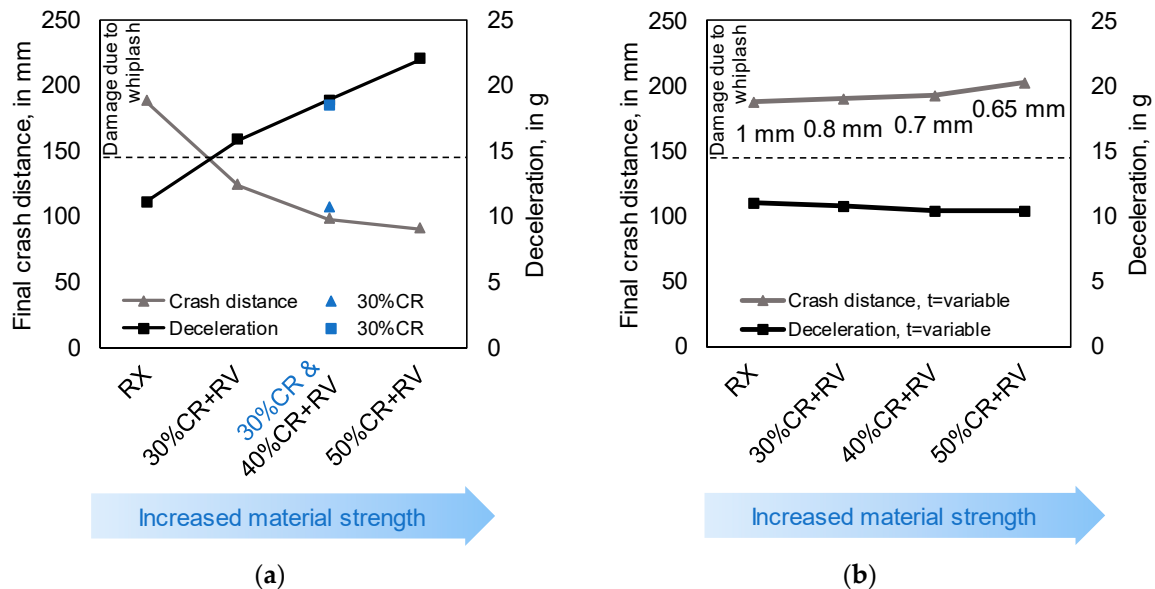 Final crash distance, in mm
250
200
150
100
50
0
Damage due to
whiplash
Crash distance
30%CR
Deceleration
30%CR
25
20
15
10
5
0
Deceleration, in g
RX
30%CR+RV
30%CR &
40%CR+RV
50%CR+RV
Increased material strength
(a)
Final crash distance, in mm
250
200
150
100
50
0
Damage due to
whiplash
1 mm
0.8 mm
0.7 mm
0.65 mm
Crash distance, t=variable
Deceleration, t=variable
25
20
15
10
5
0
Deceleration, in g
RX
30%CR+RV
40%CR+RV
50%CR+RV
Increased material strength
(b)